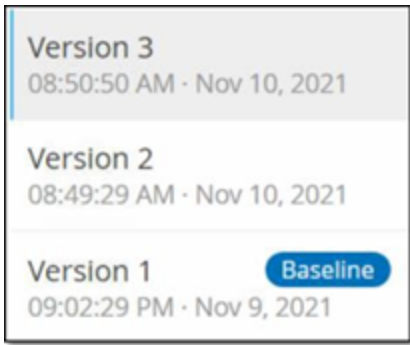 Version 3
08:50:50 AM · Nov 10, 2021
Version 2
08:49:29 AM · Nov 10, 2021
Version 1 Baseline
09:02:29 PM · Nov 9, 2021